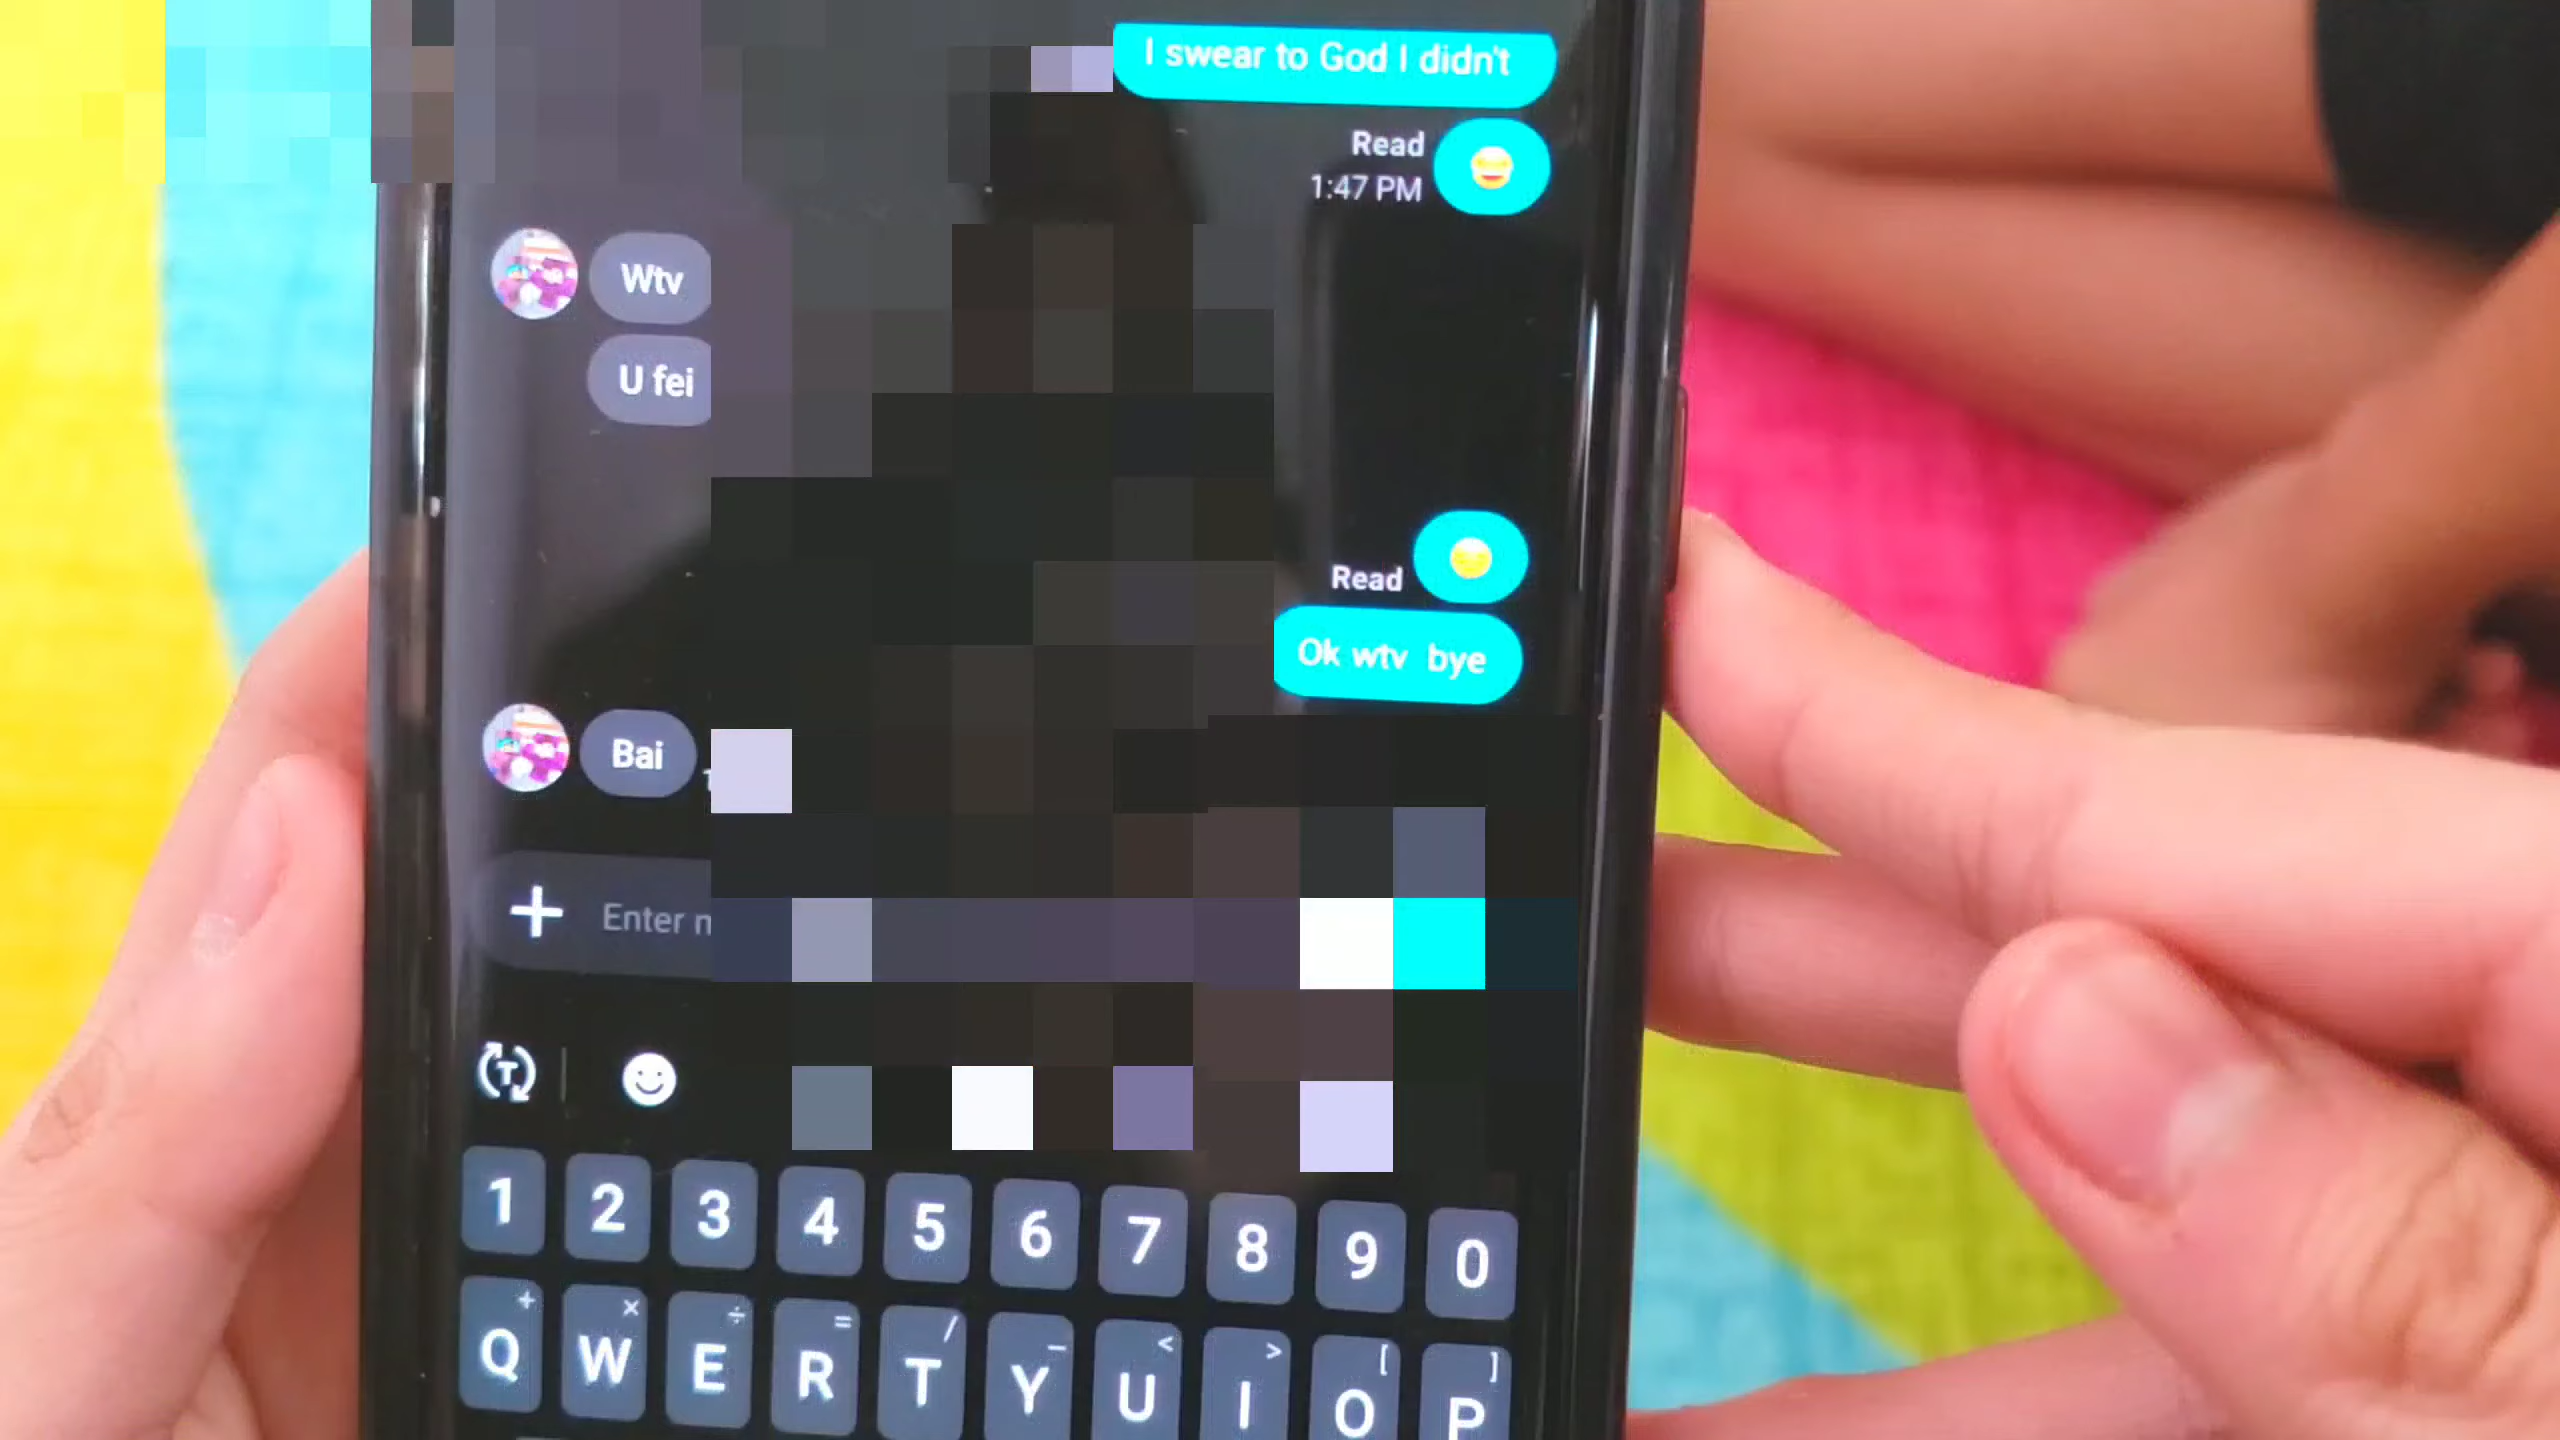 I swear to God I didn't
Read
1:47 PM
Wtv
U fei
Read
Ok wtv bye
Bai
Enter
1 2 3 4 5 6 7 8 9 0
+ × ÷ = / _ < > [ ]
Q W E R T Y U I O P